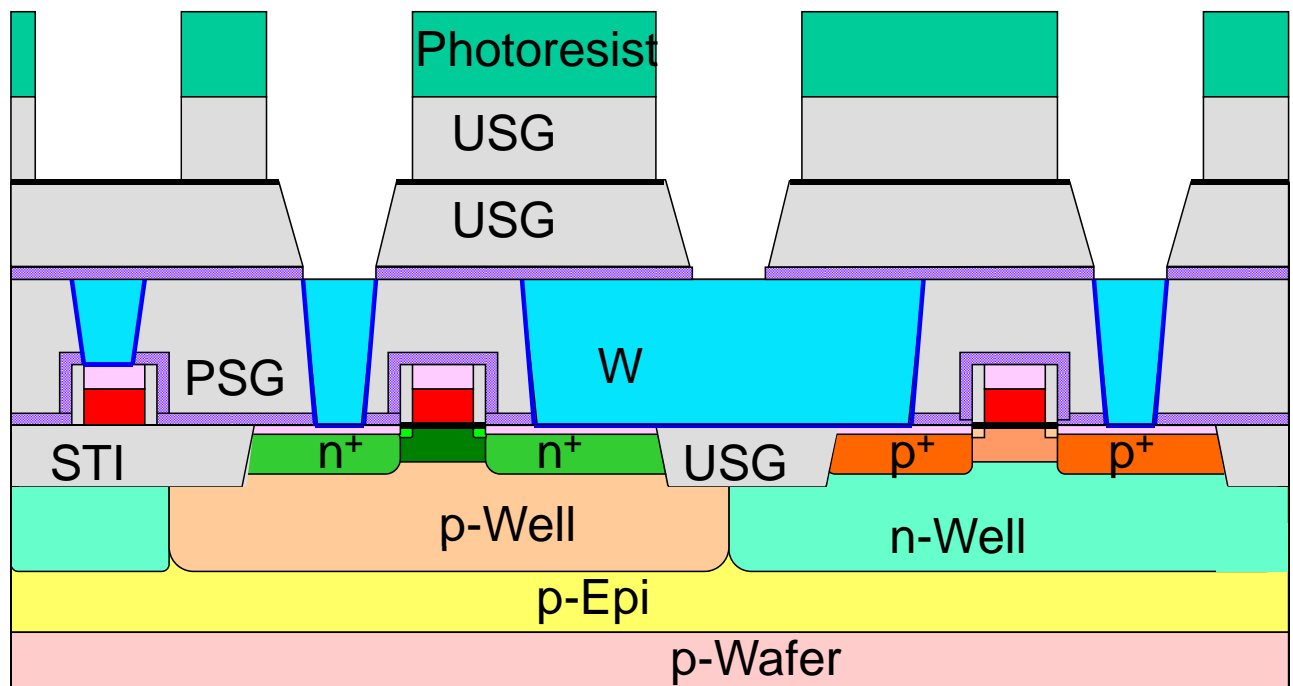 Photoresist
USG
USG
PSG
W
STI
n+
n+
USG
p+
p+
p-Well
n-Well
p-Epi
p-Wafer